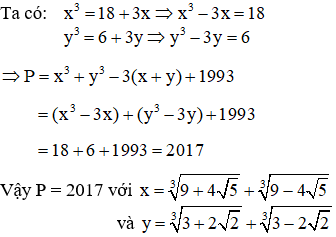 Ta có: x³ = 18 + 3x ⇒ x³ − 3x = 18
y³ = 6 + 3y ⇒ y³ − 3y = 6
⇒ P = x³ + y³ − 3(x + y) + 1993
= (x³ − 3x) + (y³ − 3y) + 1993
= 18 + 6 + 1993 = 2017
Vậy P = 2017 với x = ∛(9 + 4√5) + ∛(9 − 4√5)
và y = ∛(3 + 2√2) + ∛(3 − 2√2)